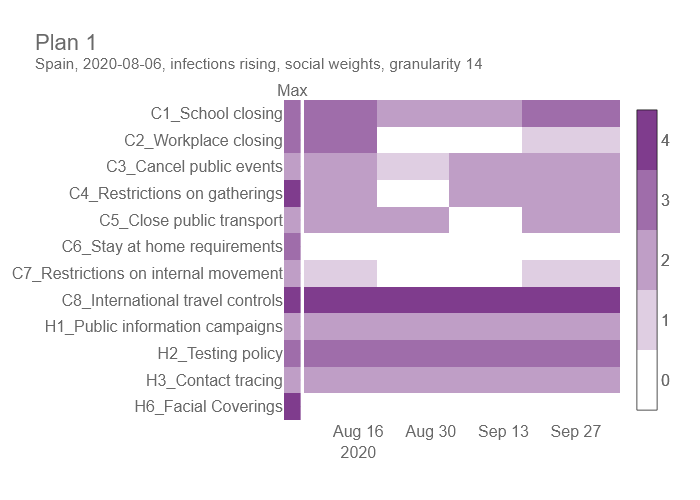 Plan 1
Spain, 2020-08-06, infections rising, social weights, granularity 14
Max
C1_School closing
C2_Workplace closing
C3_Cancel public events
C4_Restrictions on gatherings
C5_Close public transport
C6_Stay at home requirements
C7_Restrictions on internal movement
C8_International travel controls
H1_Public information campaigns
H2_Testing policy
H3_Contact tracing
H6_Facial Coverings
4
3
2
1
0
Aug 16 Aug 30 Sep 13 Sep 27
2020